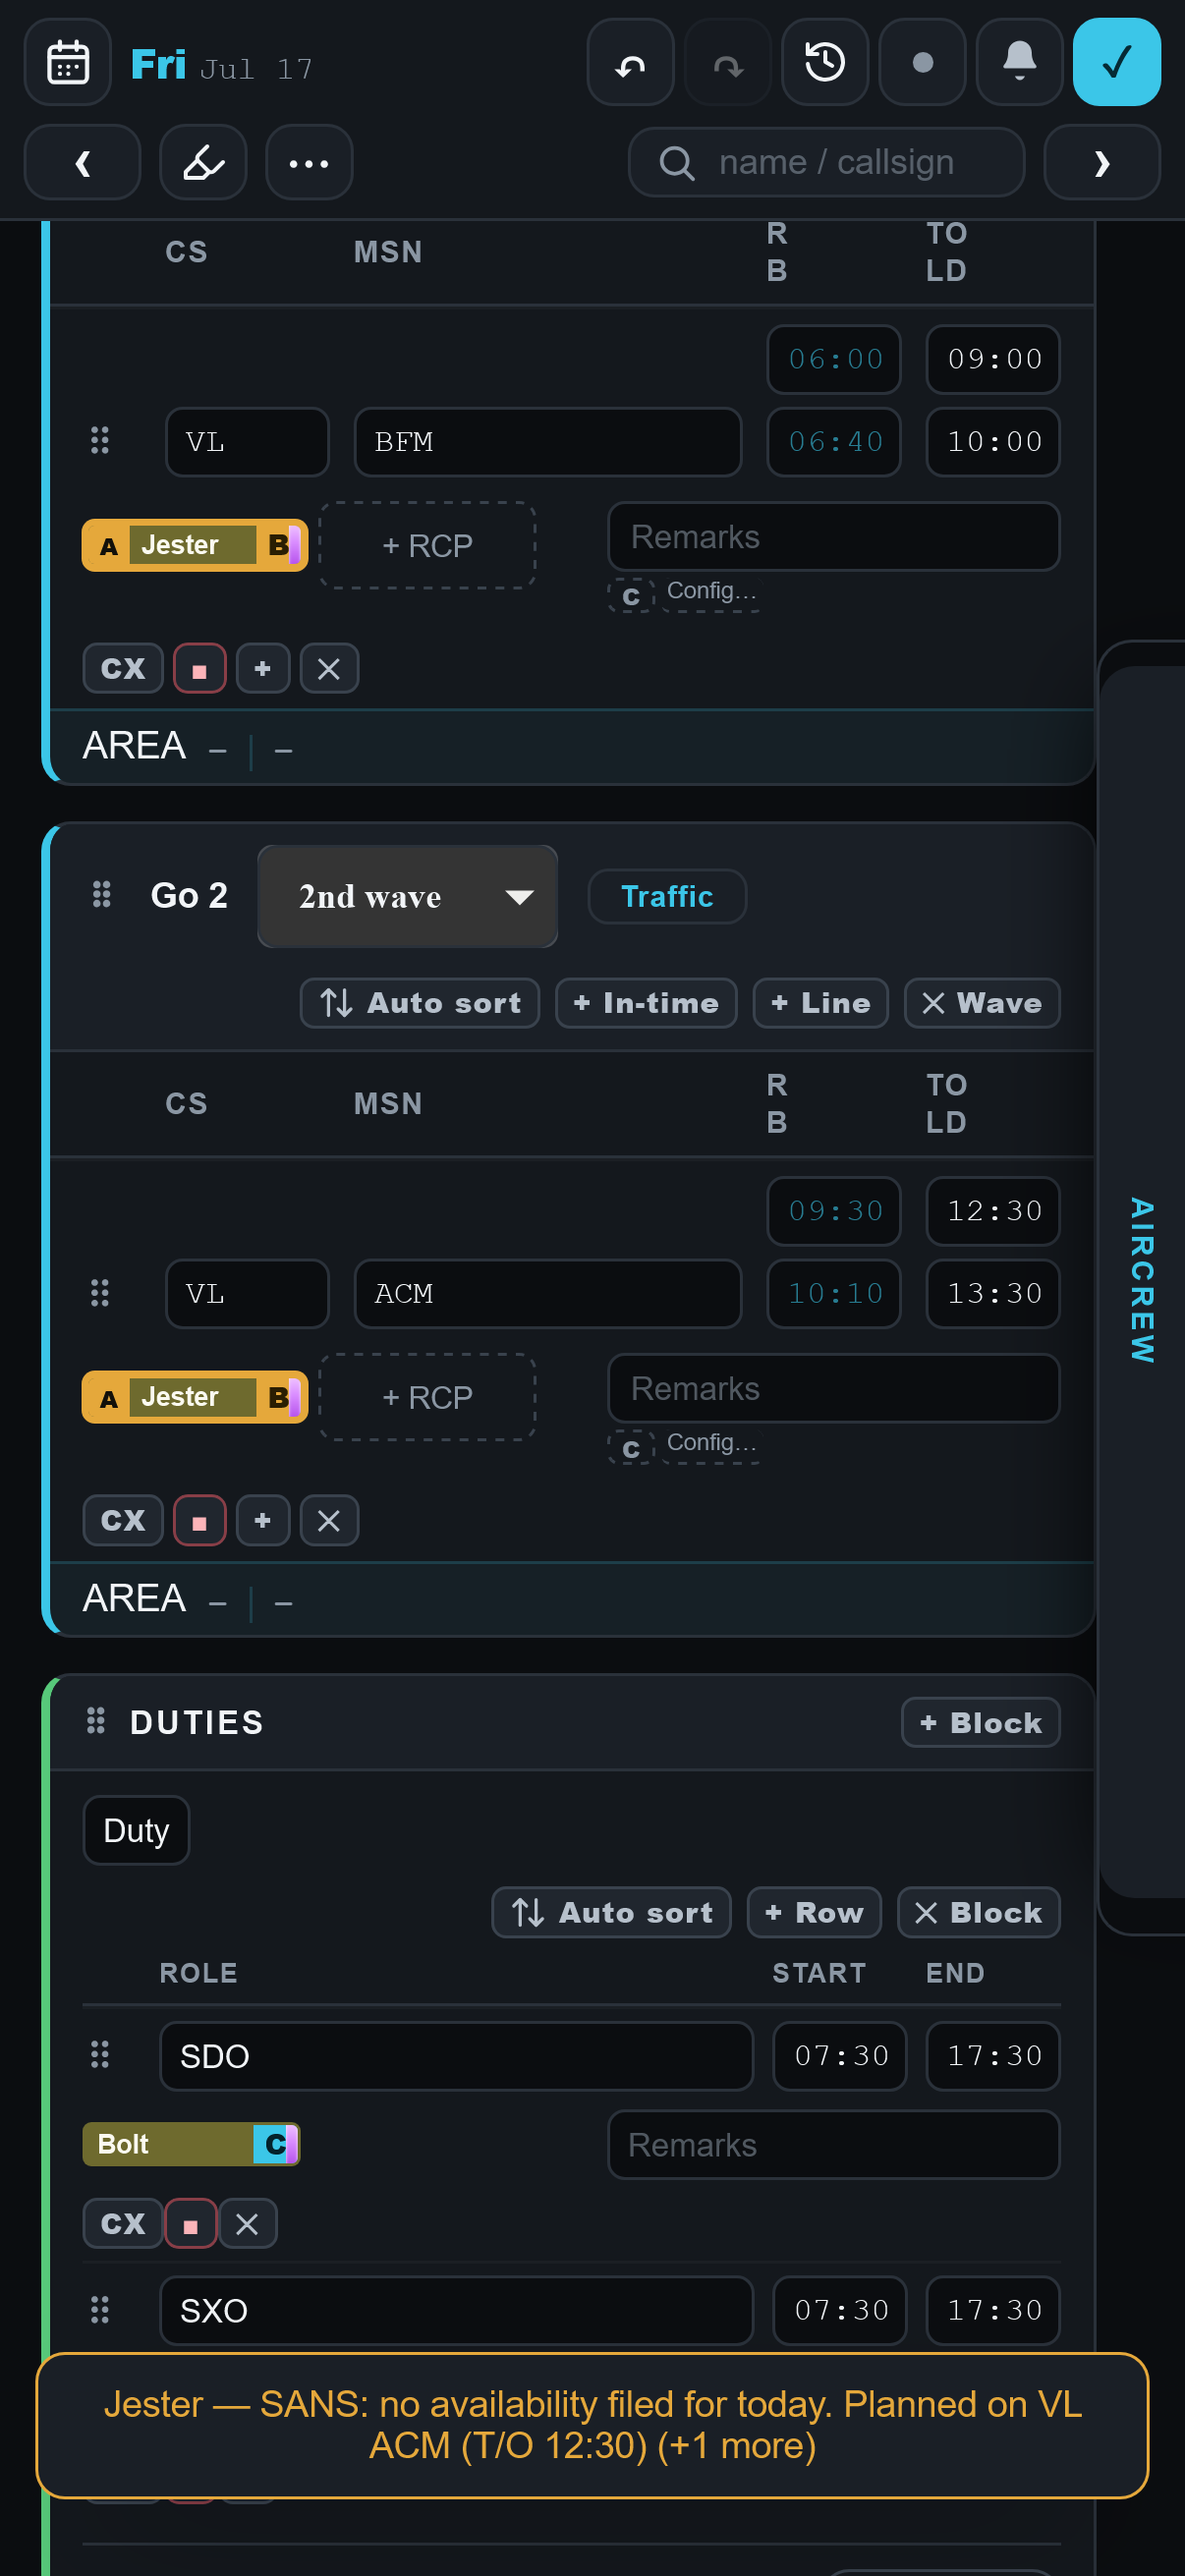 Fri Jul 17
name / callsign
CS MSN R TO
B LD
06:00 09:00
VL BFM 06:40 10:00
A Jester B + RCP Remarks
C Config...
CX + ×
AREA – | –
Go 2 2nd wave Traffic
Auto sort + In-time + Line × Wave
CS MSN R TO
B LD
09:30 12:30
VL ACM 10:10 13:30
A Jester B + RCP Remarks
C Config...
CX + ×
AREA – | –
AIRCREW
DUTIES + Block
Duty
Auto sort + Row × Block
ROLE START END
SDO 07:30 17:30
Bolt C Remarks
CX ×
SXO 07:30 17:30
Jester — SANS: no availability filed for today. Planned on VL
ACM (T/O 12:30) (+1 more)